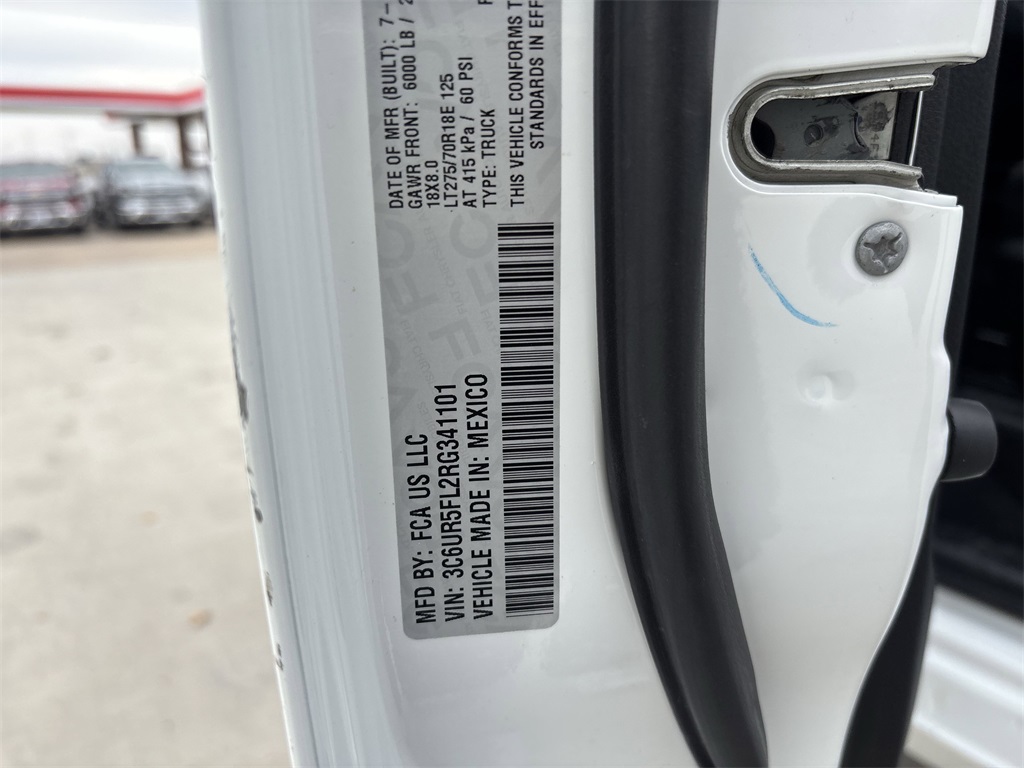 MFD BY: FCA US LLC
VIN: 3C6UR5FL2RG341101
VEHICLE MADE IN: MEXICO
DATE OF MFR (BUILT): 7-
GAWR FRONT: 6000 LB / 2
18X8.0
LT275/70R18E 125
AT 415 kPa / 60 PSI
TYPE: TRUCK
THIS VEHICLE CONFORMS T
STANDARDS IN EFF